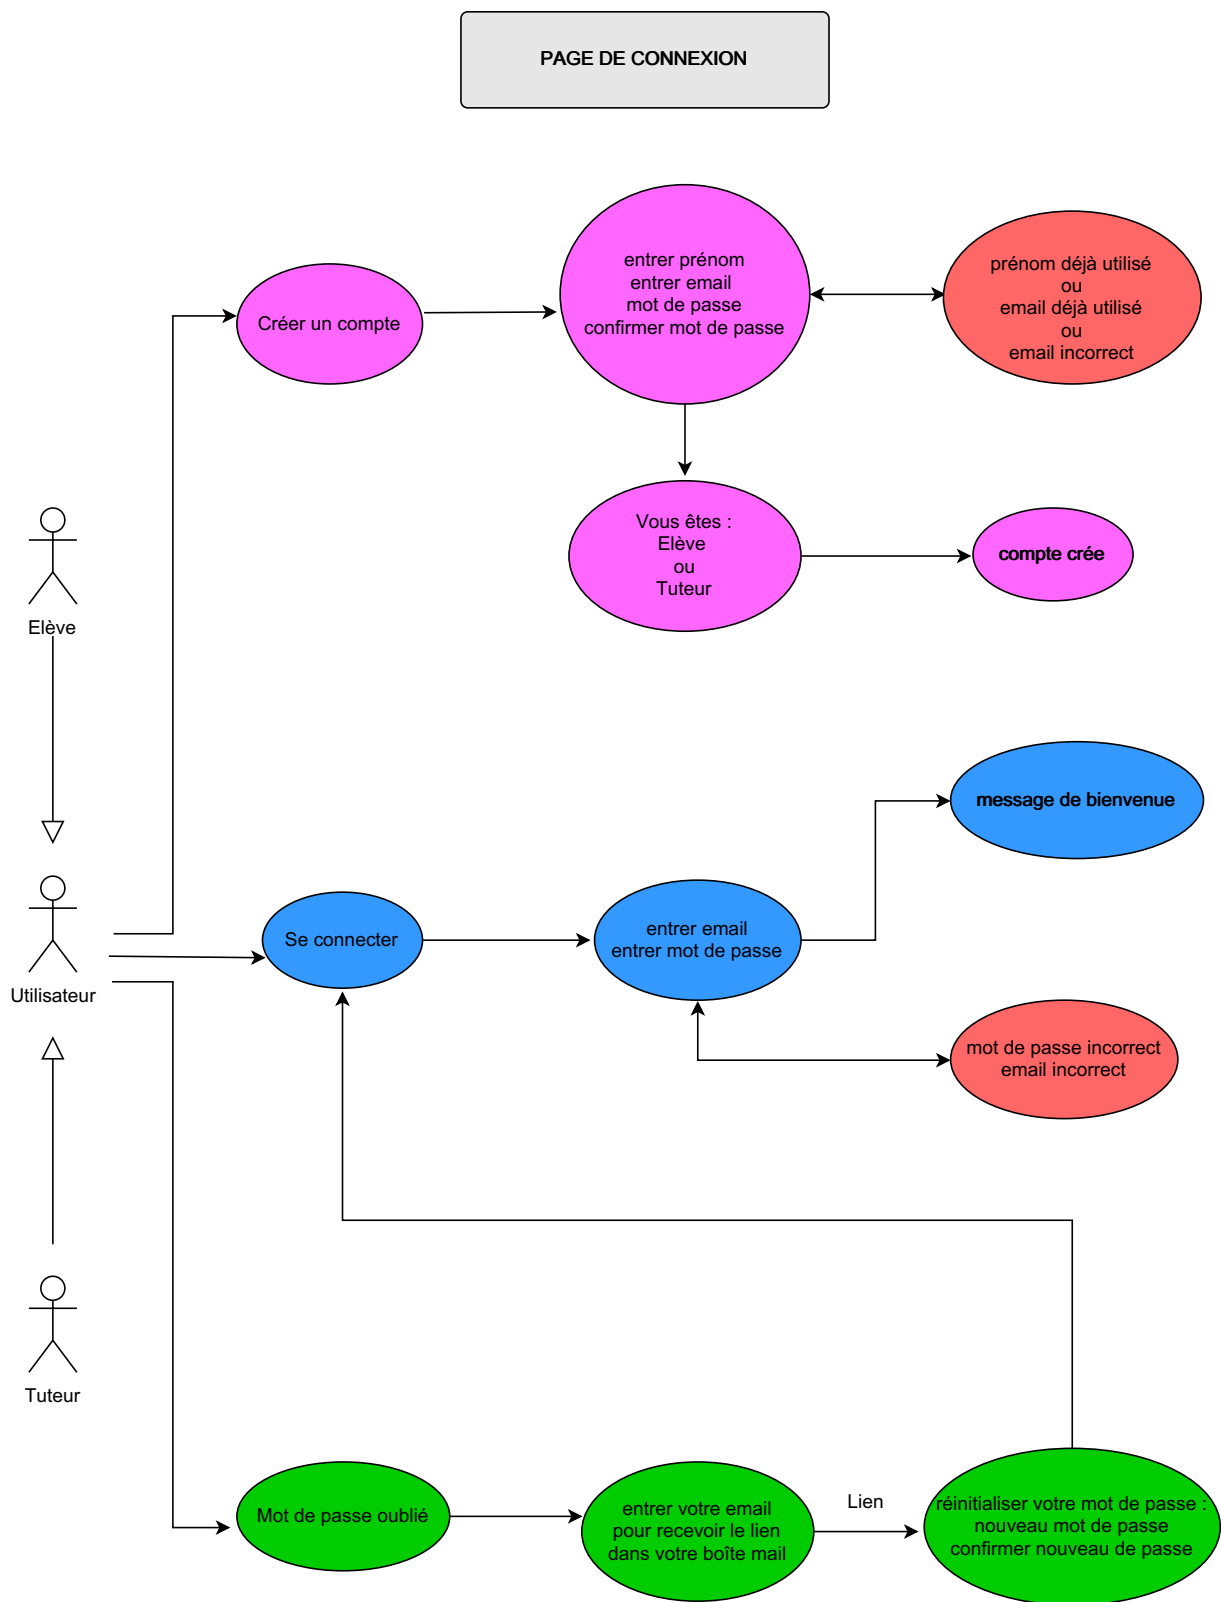 PAGE DE CONNEXION
Créer un compte
entrer prénom
entrer email
mot de passe
confirmer mot de passe
prénom déjà utilisé
ou
email déjà utilisé
ou
email incorrect
Vous êtes :
Elève
ou
Tuteur
compte crée
Elève
message de bienvenue
Se connecter
entrer email
entrer mot de passe
Utilisateur
mot de passe incorrect
email incorrect
Tuteur
Mot de passe oublié
entrer votre email
pour recevoir le lien
dans votre boîte mail
Lien
réinitialiser votre mot de passe :
nouveau mot de passe
confirmer nouveau de passe